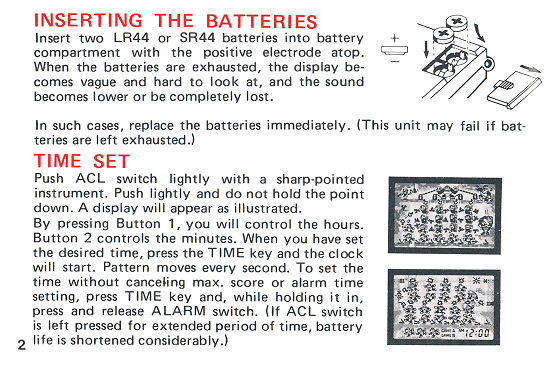 INSERTING THE BATTERIES
Insert two LR44 or SR44 batteries into battery
compartment with the positive electrode atop.
When the batteries are exhausted, the display be-
comes vague and hard to look at, and the sound
becomes lower or be completely lost.
+
−
In such cases, replace the batteries immediately. (This unit may fail if bat-
teries are left exhausted.)
TIME SET
Push ACL switch lightly with a sharp-pointed
instrument. Push lightly and do not hold the point
down. A display will appear as illustrated.
By pressing Button 1, you will control the hours.
Button 2 controls the minutes. When you have set
the desired time, press the TIME key and the clock
will start. Pattern moves every second. To set the
time without canceling max. score or alarm time
setting, press TIME key and, while holding it in,
press and release ALARM switch. (If ACL switch
is left pressed for extended period of time, battery
life is shortened considerably.)
GAME A
GAME B
AM 12:00
2